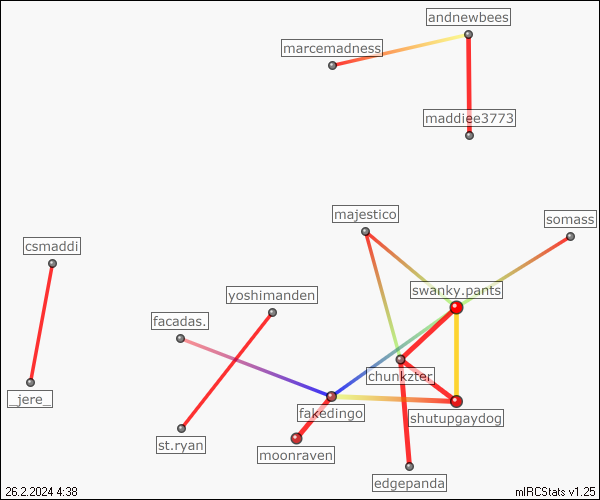 andnewbees
marcemadness
maddiee3773
majestico
somass
csmaddi
swanky.pants
yoshimanden
facadas.
chunkzter
_jere_
fakedingo
shutupgaydog
st.ryan
moonraven
edgepanda
26.2.2024 4:38
mIRCStats v1.25